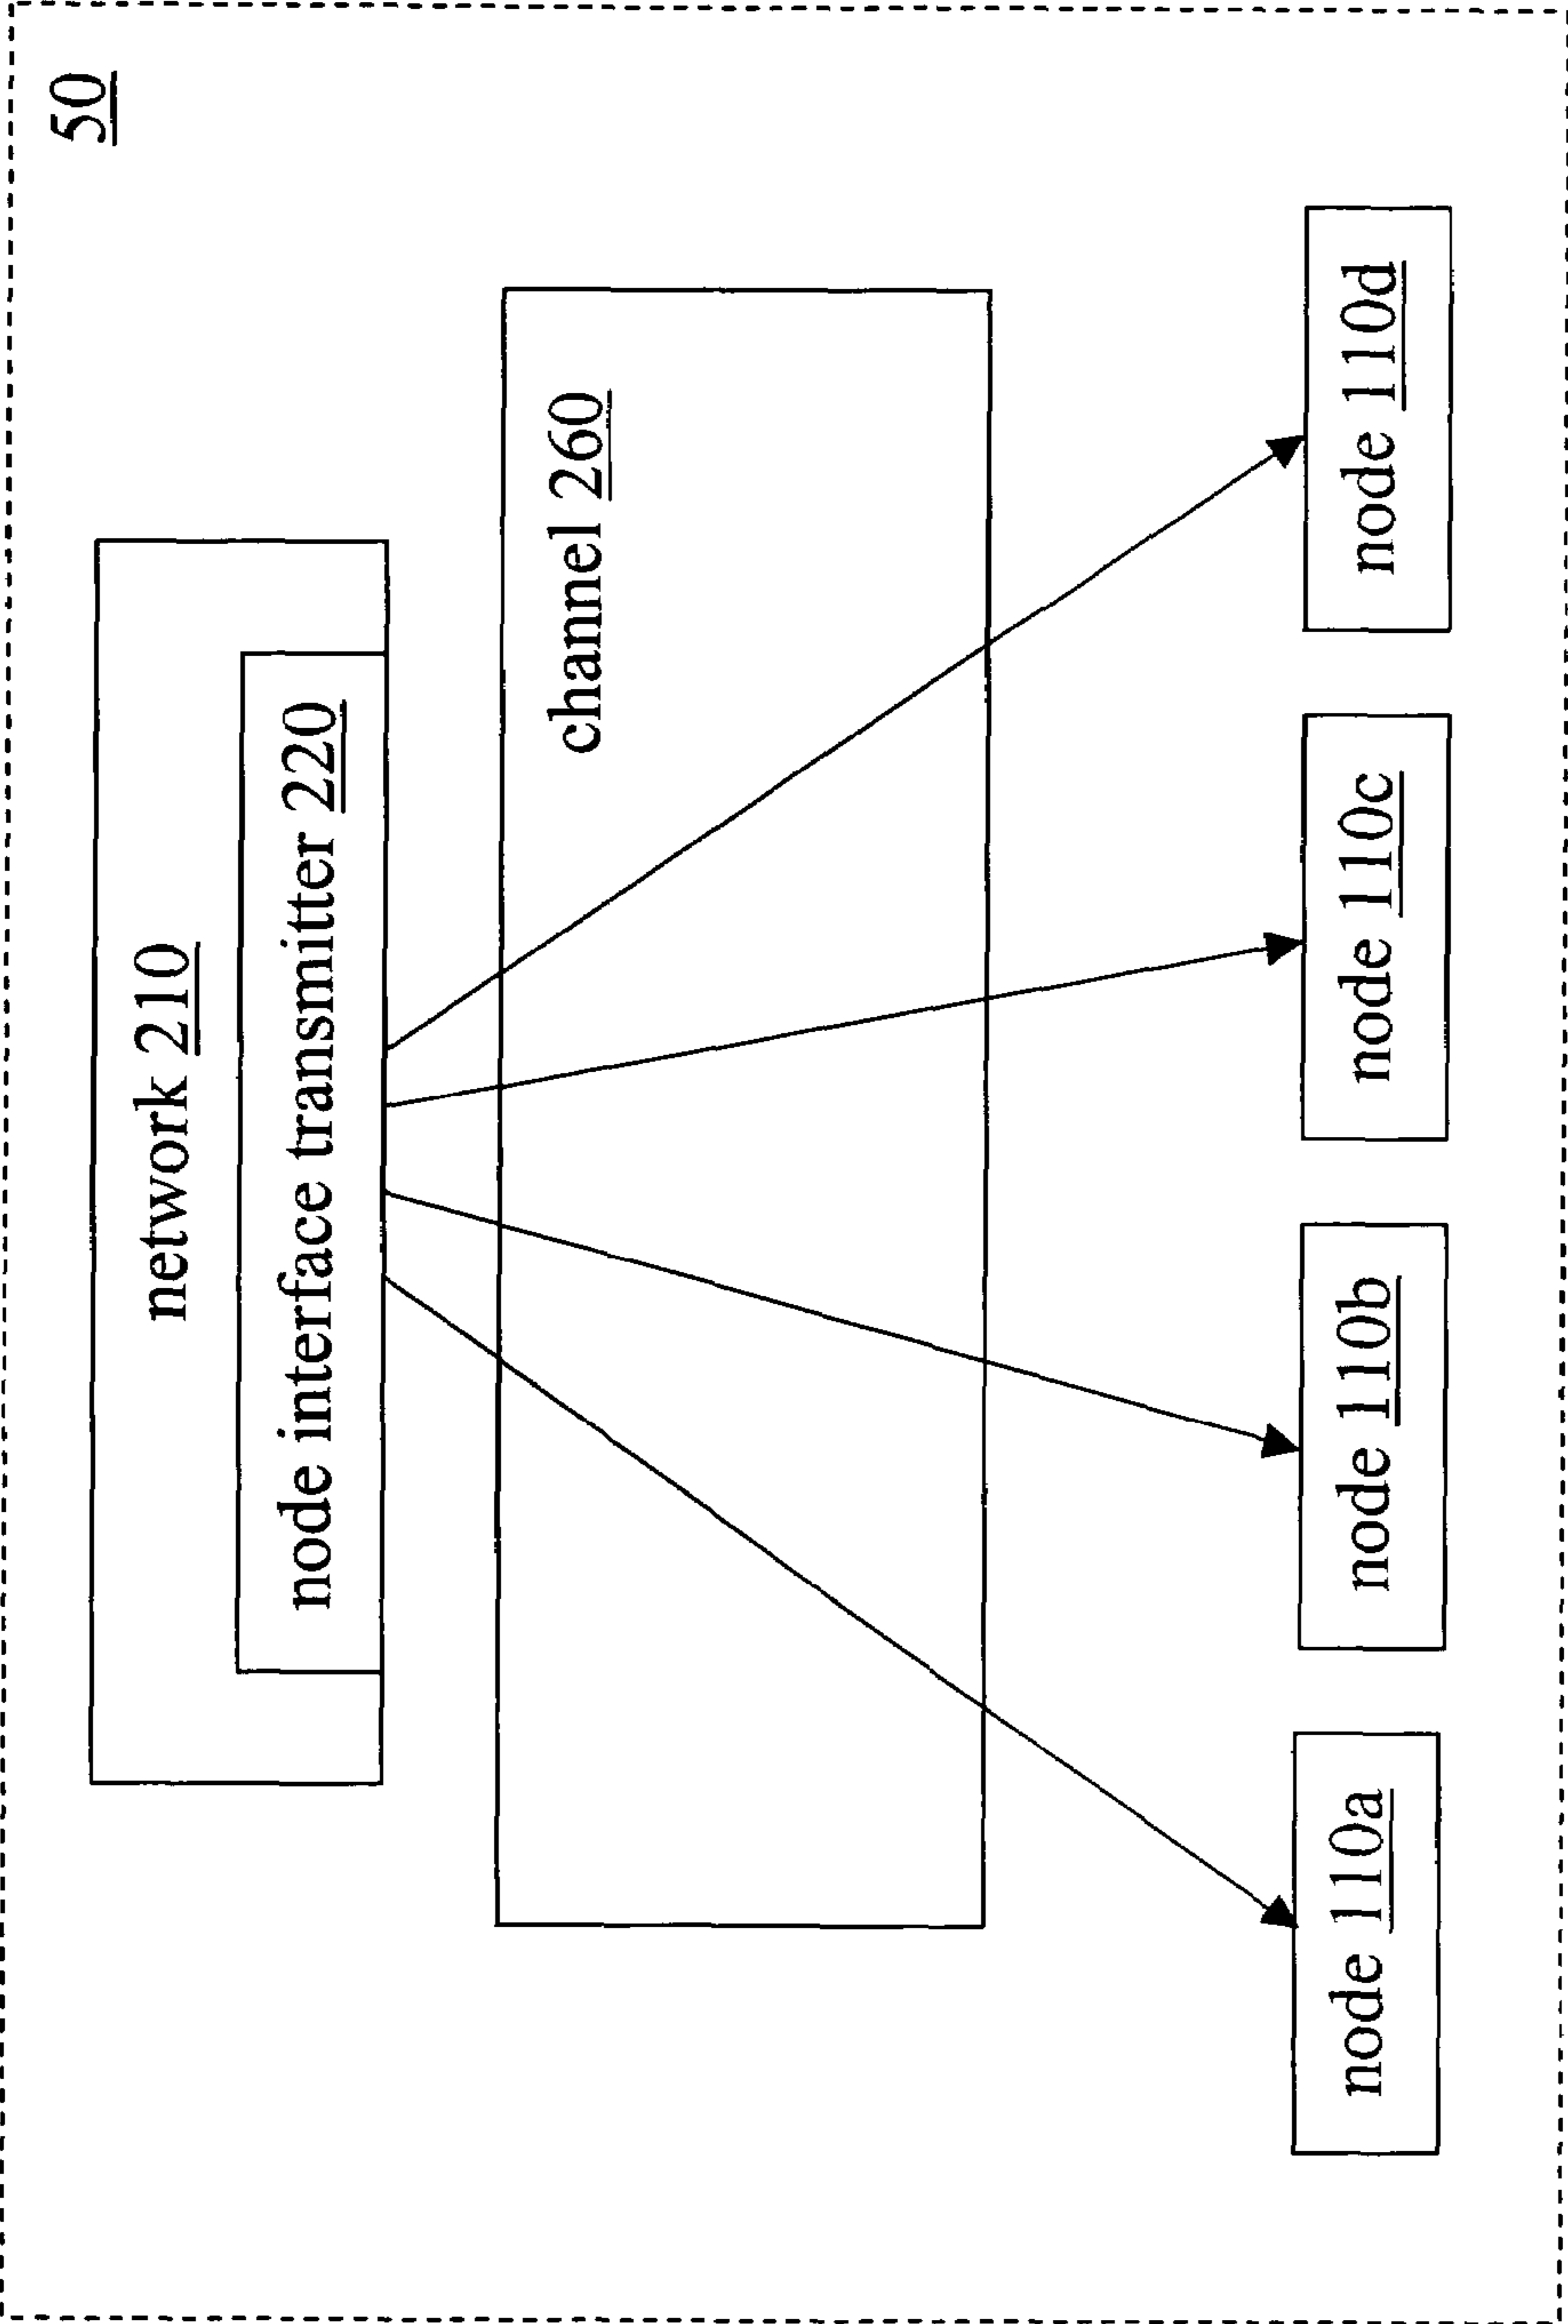 50
network 210
node interface transmitter 220
channel 260
node 110a
node 110b
node 110c
node 110d